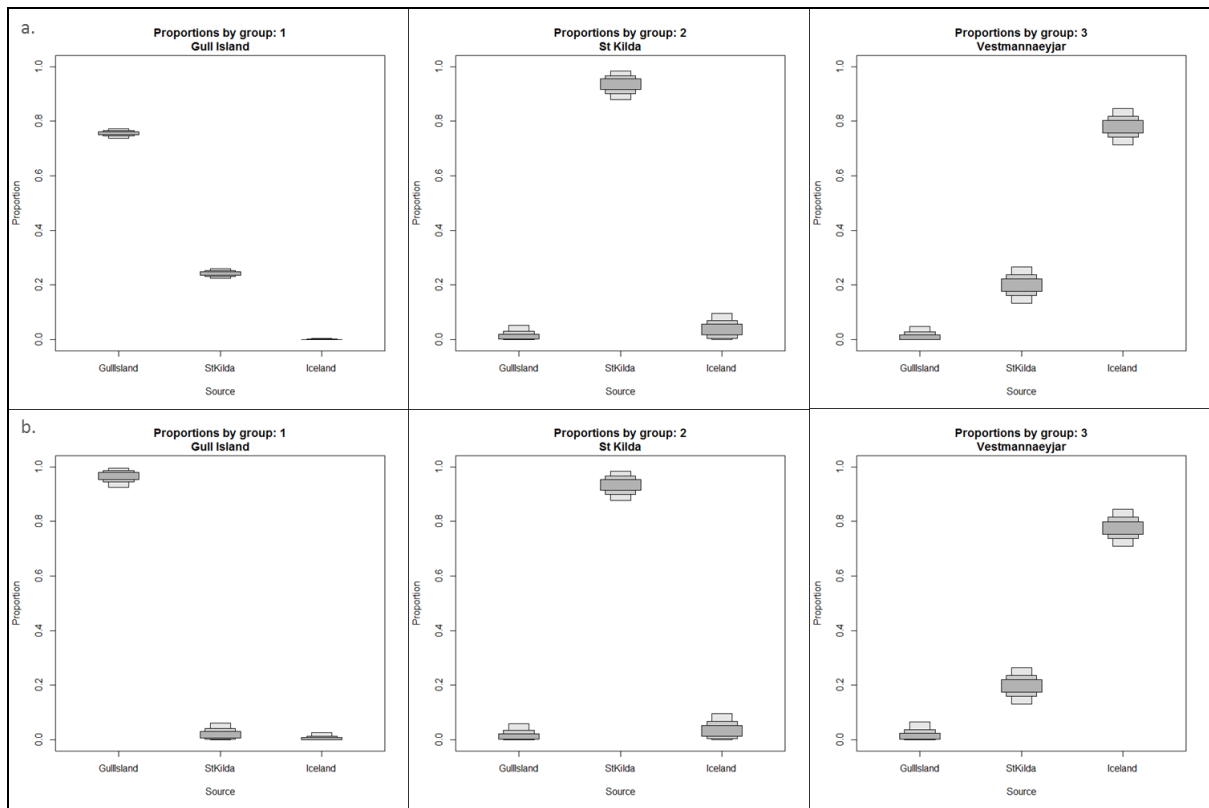 a.
Proportions by group: 1
Gull Island
Proportion
1.0
0.8
0.6
0.4
0.2
0.0
GullIsland StKilda Iceland
Source
Proportions by group: 2
St Kilda
Proportion
1.0
0.8
0.6
0.4
0.2
0.0
GullIsland StKilda Iceland
Source
Proportions by group: 3
Vestmannaeyjar
Proportion
1.0
0.8
0.6
0.4
0.2
0.0
GullIsland StKilda Iceland
Source
b.
Proportions by group: 1
Gull Island
Proportion
1.0
0.8
0.6
0.4
0.2
0.0
GullIsland StKilda Iceland
Source
Proportions by group: 2
St Kilda
Proportion
1.0
0.8
0.6
0.4
0.2
0.0
GullIsland StKilda Iceland
Source
Proportions by group: 3
Vestmannaeyjar
Proportion
1.0
0.8
0.6
0.4
0.2
0.0
GullIsland StKilda Iceland
Source